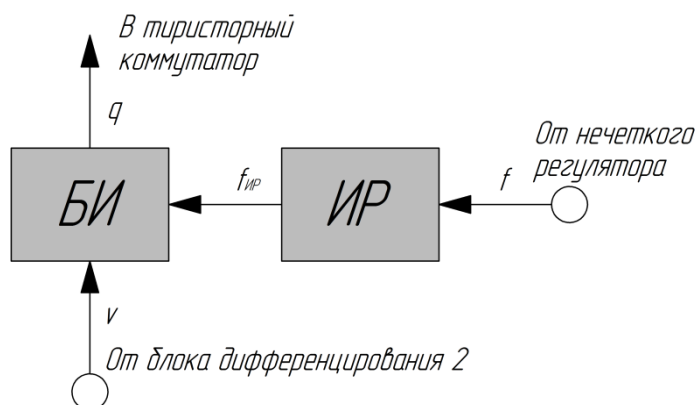 В тиристорный
коммутатор
q
От нечеткого
регулятора
БИ
fИР
ИР
f
v
От блока дифференцирования 2